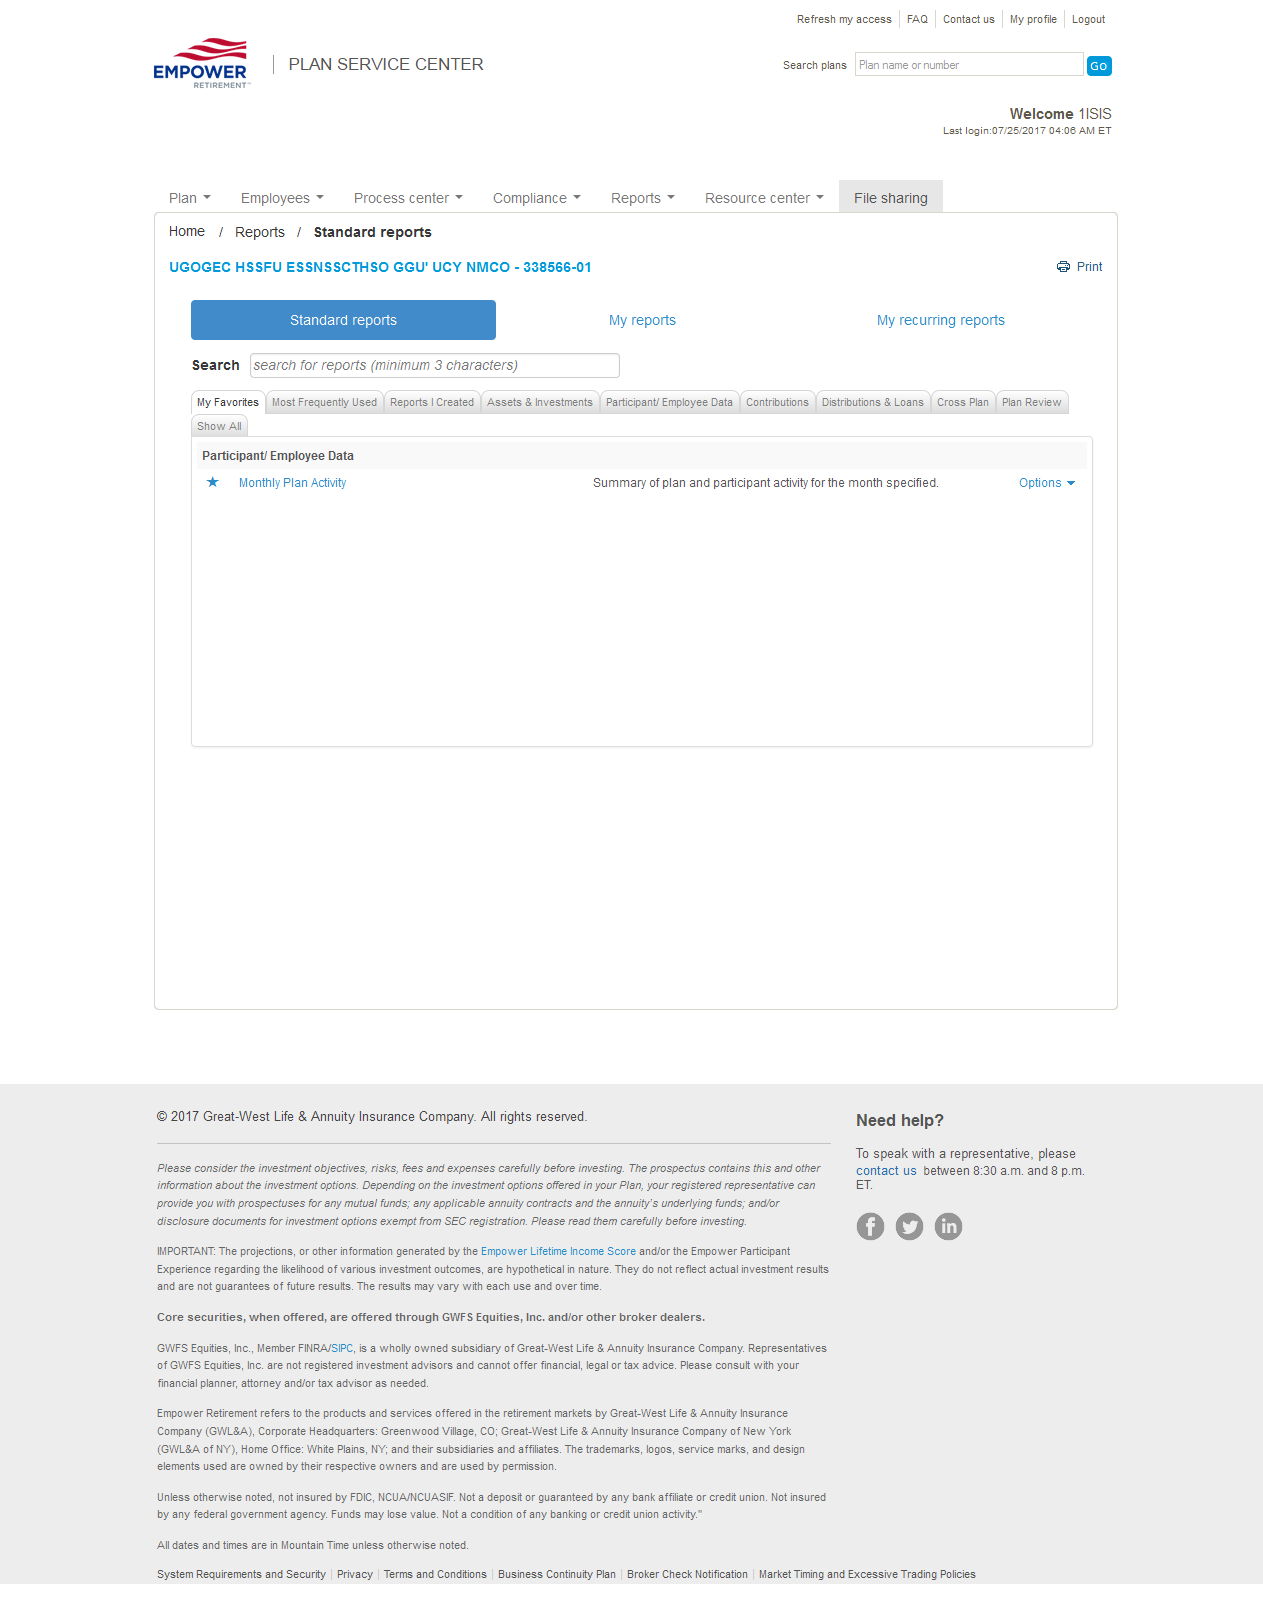 Refresh my access FAQ Contact us My profile Logout
EMPOWER
RETIREMENT™
PLAN SERVICE CENTER
Search plans Plan name or number Go
Welcome 1ISIS
Last login:07/25/2017 04:06 AM ET
Plan Employees Process center Compliance Reports Resource center File sharing
Home / Reports / Standard reports
UGOGEC HSSFU ESSNSSCTHSO GGU' UCY NMCO - 338566-01 Print
Standard reports My reports My recurring reports
Search search for reports (minimum 3 characters)
My Favorites Most Frequently Used Reports I Created Assets & Investments Participant/ Employee Data Contributions Distributions & Loans Cross Plan Plan Review
Show All
Participant/ Employee Data
Monthly Plan Activity Summary of plan and participant activity for the month specified. Options
© 2017 Great-West Life & Annuity Insurance Company. All rights reserved.
Please consider the investment objectives, risks, fees and expenses carefully before investing. The prospectus contains this and other
information about the investment options. Depending on the investment options offered in your Plan, your registered representative can
provide you with prospectuses for any mutual funds; any applicable annuity contracts and the annuity's underlying funds; and/or
disclosure documents for investment options exempt from SEC registration. Please read them carefully before investing.
IMPORTANT: The projections, or other information generated by the Empower Lifetime Income Score and/or the Empower Participant
Experience regarding the likelihood of various investment outcomes, are hypothetical in nature. They do not reflect actual investment results
and are not guarantees of future results. The results may vary with each use and over time.
Core securities, when offered, are offered through GWFS Equities, Inc. and/or other broker dealers.
GWFS Equities, Inc., Member FINRA/SIPC, is a wholly owned subsidiary of Great-West Life & Annuity Insurance Company. Representatives
of GWFS Equities, Inc. are not registered investment advisors and cannot offer financial, legal or tax advice. Please consult with your
financial planner, attorney and/or tax advisor as needed.
Empower Retirement refers to the products and services offered in the retirement markets by Great-West Life & Annuity Insurance
Company (GWL&A), Corporate Headquarters: Greenwood Village, CO; Great-West Life & Annuity Insurance Company of New York
(GWL&A of NY), Home Office: White Plains, NY; and their subsidiaries and affiliates. The trademarks, logos, service marks, and design
elements used are owned by their respective owners and are used by permission.
Unless otherwise noted, not insured by FDIC, NCUA/NCUASIF. Not a deposit or guaranteed by any bank affiliate or credit union. Not insured
by any federal government agency. Funds may lose value. Not a condition of any banking or credit union activity."
All dates and times are in Mountain Time unless otherwise noted.
System Requirements and Security Privacy Terms and Conditions Business Continuity Plan Broker Check Notification Market Timing and Excessive Trading Policies
Need help?
To speak with a representative, please
contact us between 8:30 a.m. and 8 p.m.
ET.
f in